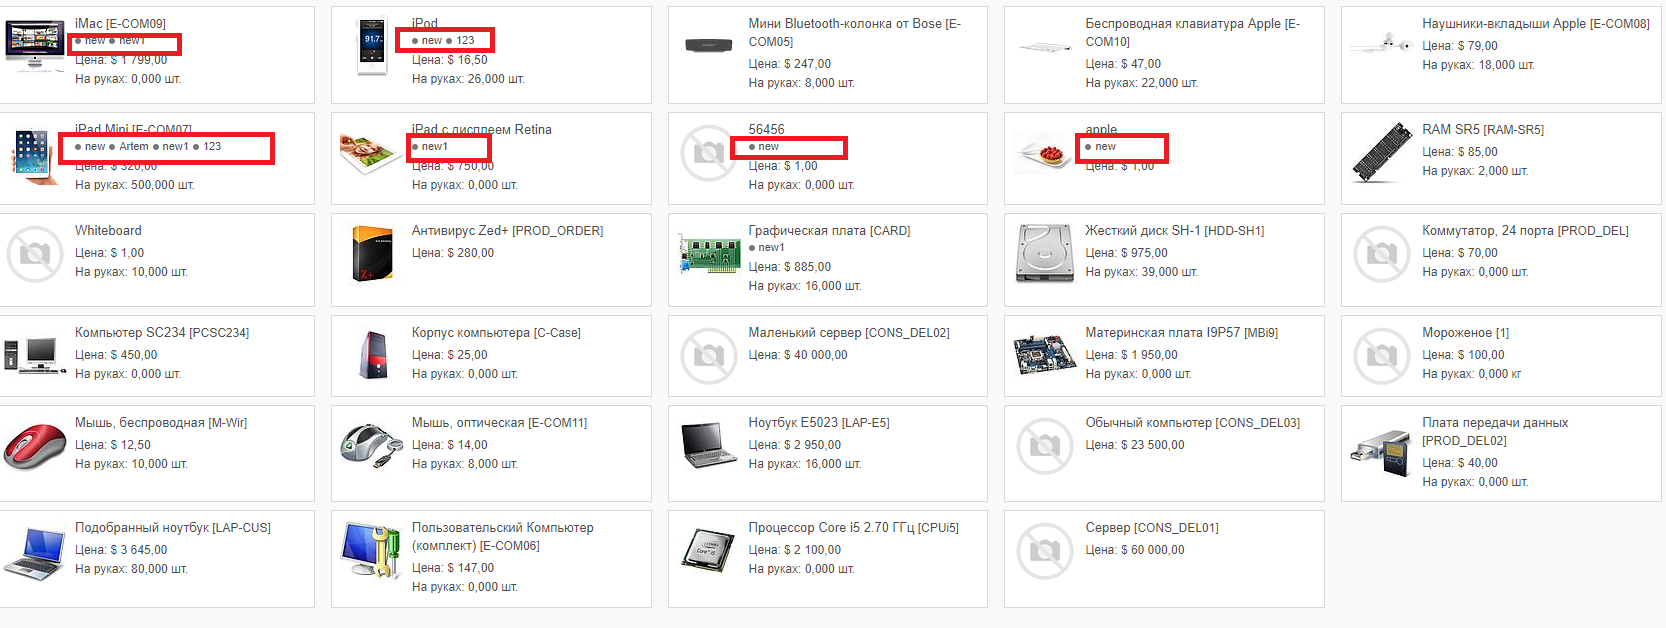 iMac [E-COM09]
● new ● new1
Цена: $ 1 799,00
На руках: 0,000 шт.
iPod
● new ● 123
Цена: $ 16,50
На руках: 26,000 шт.
Мини Bluetooth-колонка от Bose [E-
COM05]
Цена: $ 247,00
На руках: 8,000 шт.
Беспроводная клавиатура Apple [E-
COM10]
Цена: $ 47,00
На руках: 22,000 шт.
Наушники-вкладыши Apple [E-COM08]
Цена: $ 79,00
На руках: 18,000 шт.
iPad Mini [E-COM07]
● new ● Artem ● new1 ● 123
Цена: $ 320,00
На руках: 500,000 шт.
iPad с дисплеем Retina
● new1
Цена: $ 750,00
На руках: 0,000 шт.
56456
● new
Цена: $ 1,00
На руках: 0,000 шт.
apple
● new
Цена: $ 1,00
RAM SR5 [RAM-SR5]
Цена: $ 85,00
На руках: 2,000 шт.
Whiteboard
Цена: $ 1,00
На руках: 10,000 шт.
Антивирус Zed+ [PROD_ORDER]
Цена: $ 280,00
Графическая плата [CARD]
● new1
Цена: $ 885,00
На руках: 16,000 шт.
Жесткий диск SH-1 [HDD-SH1]
Цена: $ 975,00
На руках: 39,000 шт.
Коммутатор, 24 порта [PROD_DEL]
Цена: $ 70,00
На руках: 0,000 шт.
Компьютер SC234 [PCSC234]
Цена: $ 450,00
На руках: 0,000 шт.
Корпус компьютера [C-Case]
Цена: $ 25,00
На руках: 0,000 шт.
Маленький сервер [CONS_DEL02]
Цена: $ 40 000,00
Материнская плата I9P57 [MBi9]
Цена: $ 1 950,00
На руках: 0,000 шт.
Мороженое [1]
Цена: $ 100,00
На руках: 0,000 кг
Мышь, беспроводная [M-Wir]
Цена: $ 12,50
На руках: 10,000 шт.
Мышь, оптическая [E-COM11]
Цена: $ 14,00
На руках: 8,000 шт.
Ноутбук E5023 [LAP-E5]
Цена: $ 2 950,00
На руках: 16,000 шт.
Обычный компьютер [CONS_DEL03]
Цена: $ 23 500,00
Плата передачи данных
[PROD_DEL02]
Цена: $ 40,00
На руках: 0,000 шт.
Подобранный ноутбук [LAP-CUS]
Цена: $ 3 645,00
На руках: 80,000 шт.
Пользовательский Компьютер
(комплект) [E-COM06]
Цена: $ 147,00
На руках: 0,000 шт.
Процессор Core i5 2.70 ГГц [CPUi5]
Цена: $ 2 100,00
На руках: 0,000 шт.
Сервер [CONS_DEL01]
Цена: $ 60 000,00